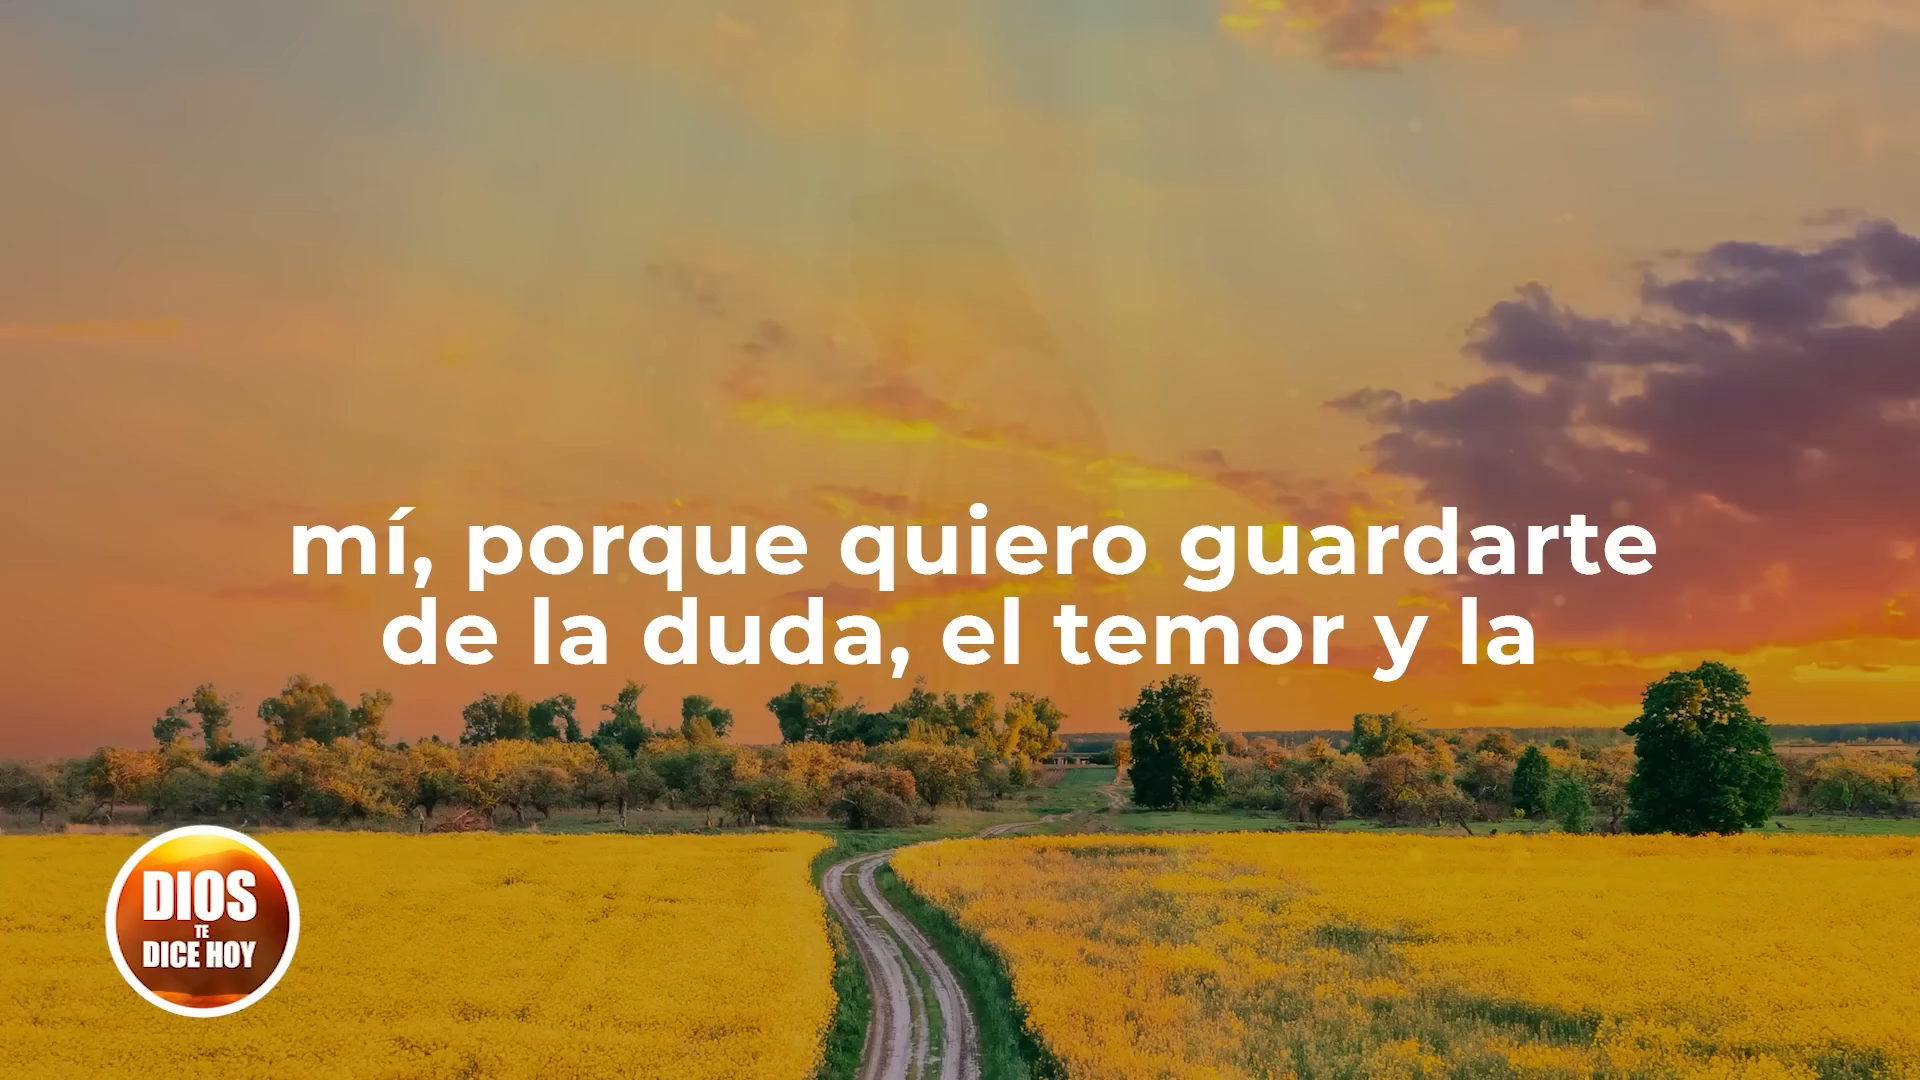 mí, porque quiero guardarte
de la duda, el temor y la
DIOS
TE
DICE HOY